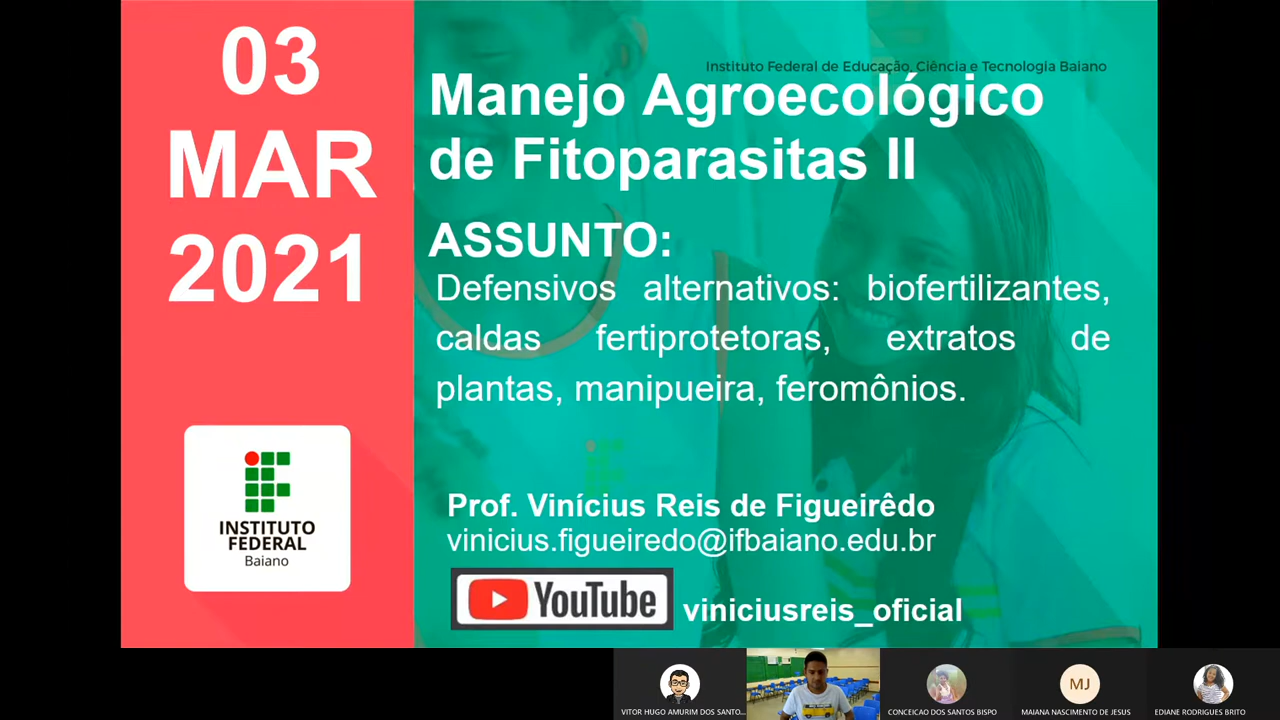 03
MAR
2021
Instituto Federal de Educação, Ciência e Tecnologia Baiano
Manejo Agroecológico
de Fitoparasitas II
ASSUNTO:
Defensivos alternativos: biofertilizantes,
caldas fertiprotetoras, extratos de
plantas, manipueira, feromônios.
INSTITUTO
FEDERAL
Baiano
Prof. Vinícius Reis de Figueirêdo
vinicius.figueiredo@ifbaiano.edu.br
YouTube
viniciusreis_oficial
MJ
VITOR HUGO AMURIM DOS SANTO...
CONCEICAO DOS SANTOS BISPO
MAIANA NASCIMENTO DE JESUS
EDIANE RODRIGUES BRITO